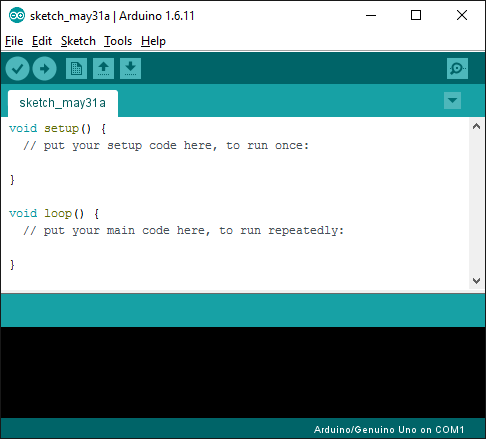 sketch_may31a | Arduino 1.6.11
File Edit Sketch Tools Help
sketch_may31a
void setup() {
  // put your setup code here, to run once:
}
void loop() {
  // put your main code here, to run repeatedly:
}
Arduino/Genuino Uno on COM1